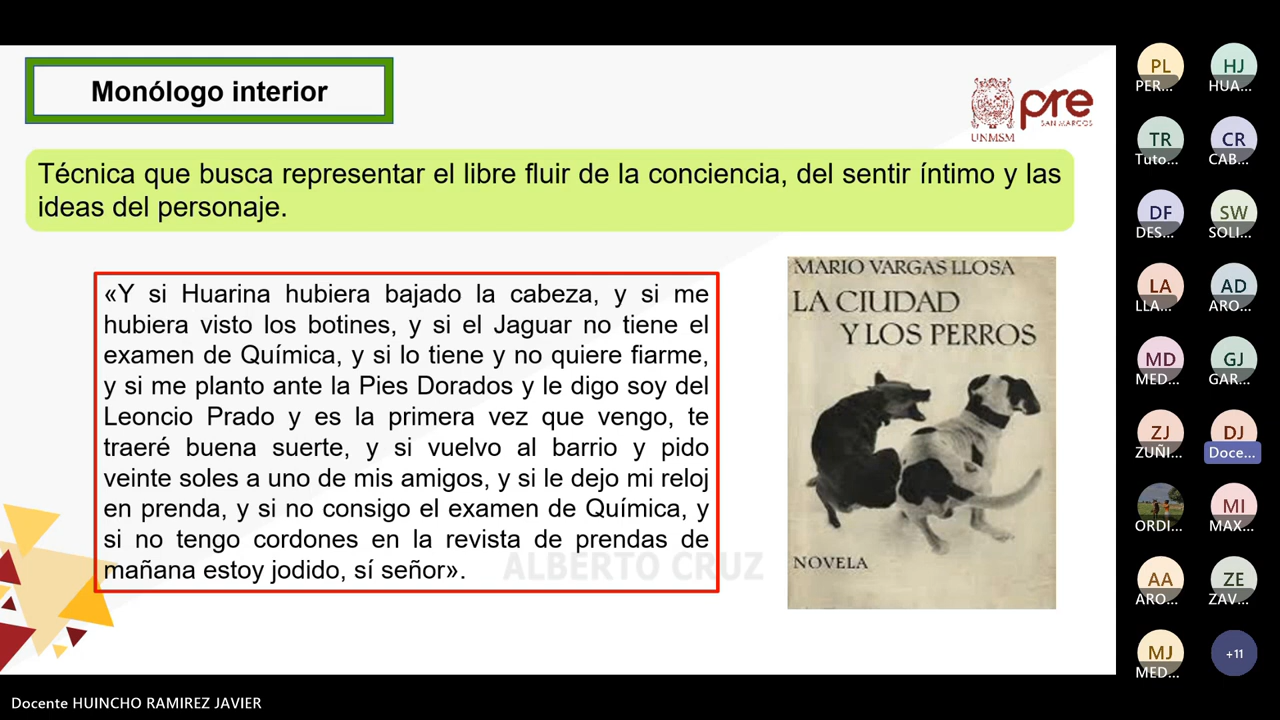 Monólogo interior
UNMSM
pre
SAN MARCOS
Técnica que busca representar el libre fluir de la conciencia, del sentir íntimo y las
ideas del personaje.
«Y si Huarina hubiera bajado la cabeza, y si me
hubiera visto los botines, y si el Jaguar no tiene el
examen de Química, y si lo tiene y no quiere fiarme,
y si me planto ante la Pies Dorados y le digo soy del
Leoncio Prado y es la primera vez que vengo, te
traeré buena suerte, y si vuelvo al barrio y pido
veinte soles a uno de mis amigos, y si le dejo mi reloj
en prenda, y si no consigo el examen de Química, y
si no tengo cordones en la revista de prendas de
mañana estoy jodido, sí señor».
ALBERTO CRUZ
MARIO VARGAS LLOSA
LA CIUDAD
Y LOS PERROS
NOVELA
PL
HJ
PER...
HUA...
TR
CR
Tuto...
CAB...
DF
SW
DES...
SOLI...
LA
AD
LLA...
ARO...
MD
GJ
MED...
GAR...
ZJ
DJ
ZUÑI...
Doce...
MI
ORDI...
MAX...
AA
ZE
ARO...
ZAV...
MJ
+11
MED...
Docente HUINCHO RAMIREZ JAVIER